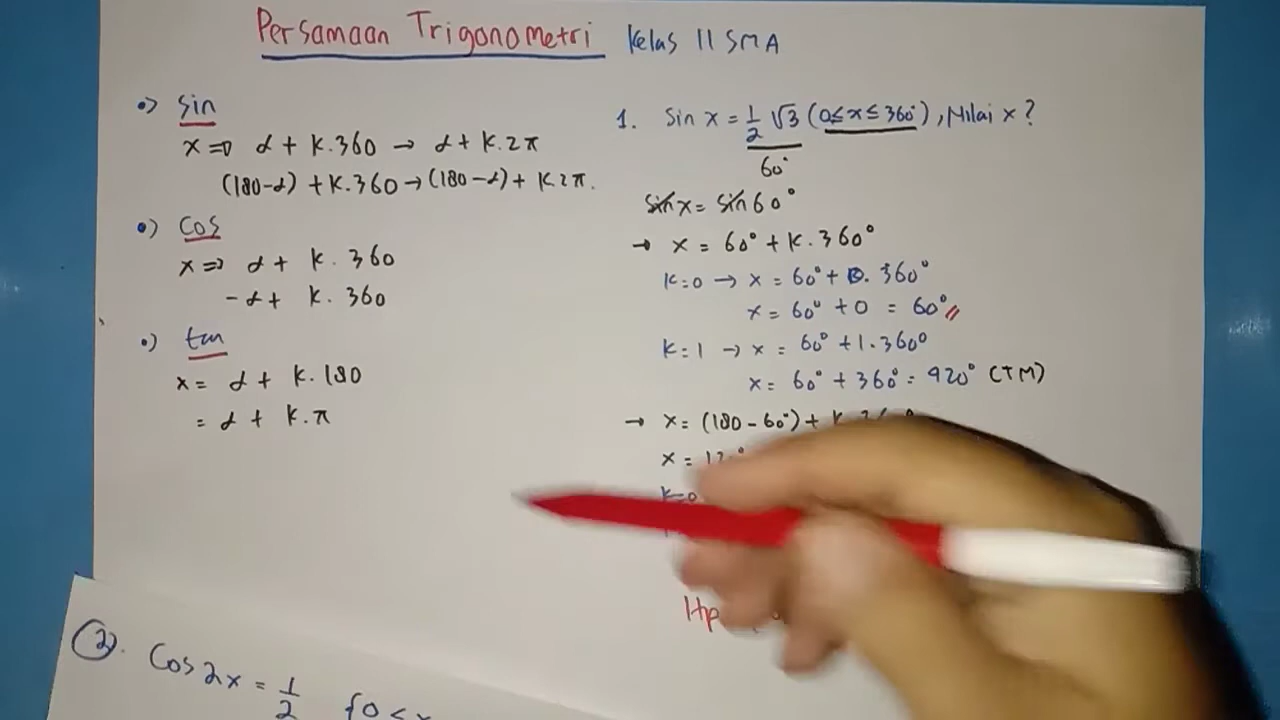 Persamaan Trigonometri Kelas 11 SMA
•) Sin
x => α + k.360 → α + k.2π
(180-α) + k.360 → (180-α) + k.2π.
•) Cos
x => α + k.360
-α + k.360
•) tan
x = α + k.180
= α + k.π
1. Sin x = 1/2 √3 (0≤x≤360°), Nilai x?
60°
Sin x = Sin 60°
→ x = 60° + k.360°
k=0 → x = 60° + 0.360°
x = 60° + 0 = 60°//
k=1 → x = 60° + 1.360°
x = 60° + 360° = 420° (TM)
→ x = (180 - 60°) +
x =
k=0
Hp
2. Cos 2x = 1/2 {0 ≤